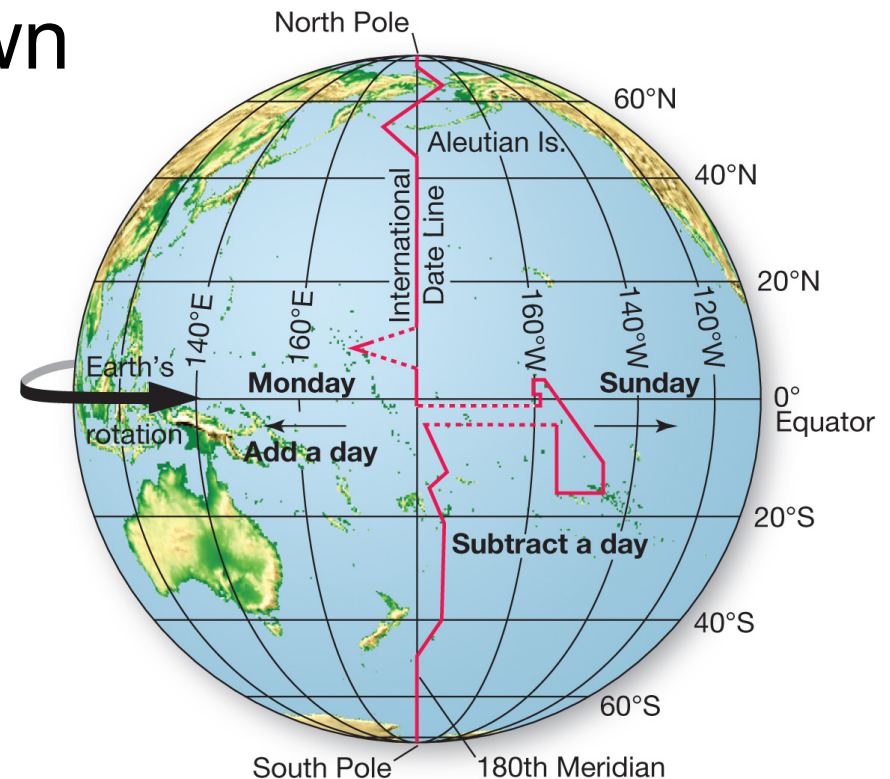 wn
North Pole
60°N
Aleutian Is.
40°N
International
Date Line
20°N
140°E
160°E
160°W
140°W
120°W
Earth's
rotation
Monday
Sunday
0°
Equator
Add a day
20°S
Subtract a day
40°S
60°S
South Pole
180th Meridian